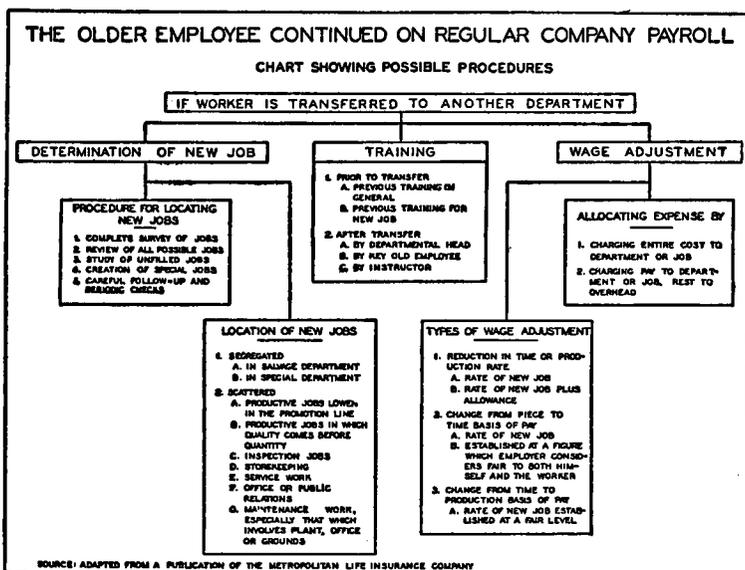 THE OLDER EMPLOYEE CONTINUED ON REGULAR COMPANY PAYROLL
CHART SHOWING POSSIBLE PROCEDURES
IF WORKER IS TRANSFERRED TO ANOTHER DEPARTMENT
DETERMINATION OF NEW JOB
PROCEDURE FOR LOCATING
NEW JOBS
1. COMPLETE SURVEY OF JOBS
2. REVIEW OF ALL POSSIBLE JOBS
3. STUDY OF UNFILLED JOBS
4. CREATION OF SPECIAL JOBS
5. CAREFUL FOLLOW-UP AND
PERIODIC CHECKS
LOCATION OF NEW JOBS
1. SEGREGATED
A. IN SALVAGE DEPARTMENT
B. IN SPECIAL DEPARTMENT
2. SCATTERED
A. PRODUCTIVE JOBS LOWER
IN THE PROMOTION LINE
B. PRODUCTIVE JOBS IN WHICH
QUALITY COMES BEFORE
QUANTITY
C. INSPECTION JOBS
D. STOREKEEPING
E. SERVICE WORK
F. OFFICE OR PUBLIC
RELATIONS
G. MAINTENANCE WORK,
ESPECIALLY THAT WHICH
INVOLVES PLANT, OFFICE
OR GROUNDS
TRAINING
1. PRIOR TO TRANSFER
A. PREVIOUS TRAINING IN
GENERAL
B. PREVIOUS TRAINING FOR
NEW JOB
2. AFTER TRANSFER
A. BY DEPARTMENTAL HEAD
B. BY KEY OLD EMPLOYEE
C. BY INSTRUCTOR
WAGE ADJUSTMENT
ALLOCATING EXPENSE BY
1. CHARGING ENTIRE COST TO
DEPARTMENT OR JOB
2. CHARGING PAY TO DEPART-
MENT OR JOB, REST TO
OVERHEAD
TYPES OF WAGE ADJUSTMENT
1. REDUCTION IN TIME OR PROD-
UCTION RATE
A. RATE OF NEW JOB
B. RATE OF NEW JOB PLUS
ALLOWANCE
2. CHANGE FROM PIECE TO
TIME BASIS OF PAY
A. RATE OF NEW JOB
B. ESTABLISHED AT A FIGURE
WHICH EMPLOYER CONSID-
ERS FAIR TO BOTH HIM-
SELF AND THE WORKER
3. CHANGE FROM TIME TO
PRODUCTION BASIS OF PAY
A. RATE OF NEW JOB ESTAB-
LISHED AT A FAIR LEVEL
SOURCE: ADAPTED FROM A PUBLICATION OF THE METROPOLITAN LIFE INSURANCE COMPANY